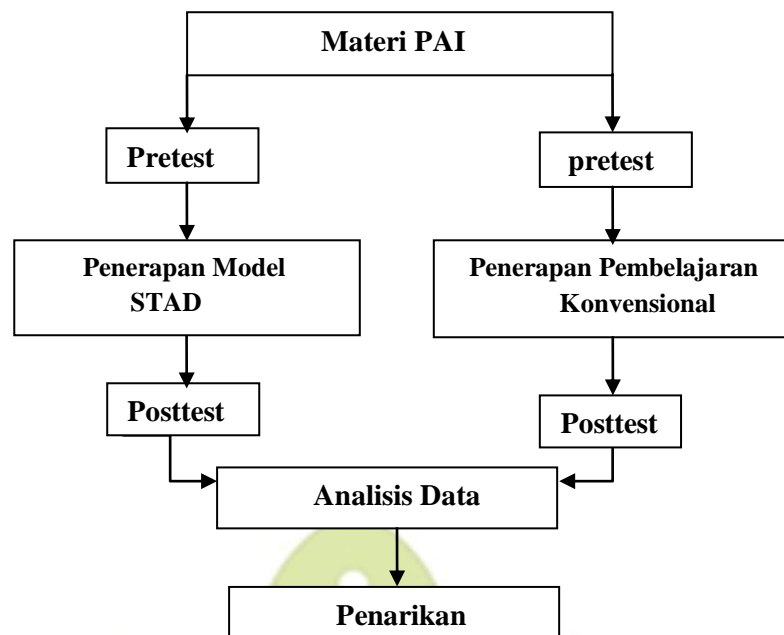 Materi PAI
Pretest
pretest
Penerapan Model
STAD
Penerapan Pembelajaran
Konvensional
Posttest
Posttest
Analisis Data
Penarikan